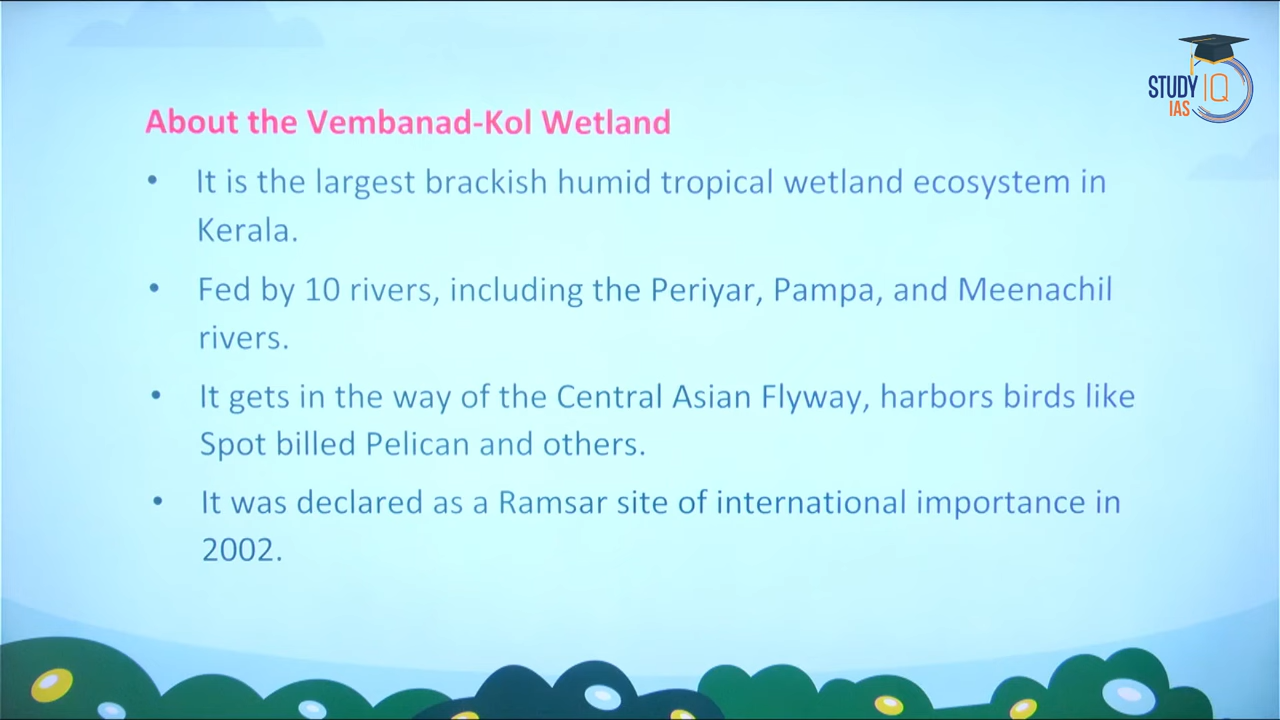 STUDY IQ
IAS
About the Vembanad-Kol Wetland
• It is the largest brackish humid tropical wetland ecosystem in
Kerala.
• Fed by 10 rivers, including the Periyar, Pampa, and Meenachil
rivers.
• It gets in the way of the Central Asian Flyway, harbors birds like
Spot billed Pelican and others.
• It was declared as a Ramsar site of international importance in
2002.